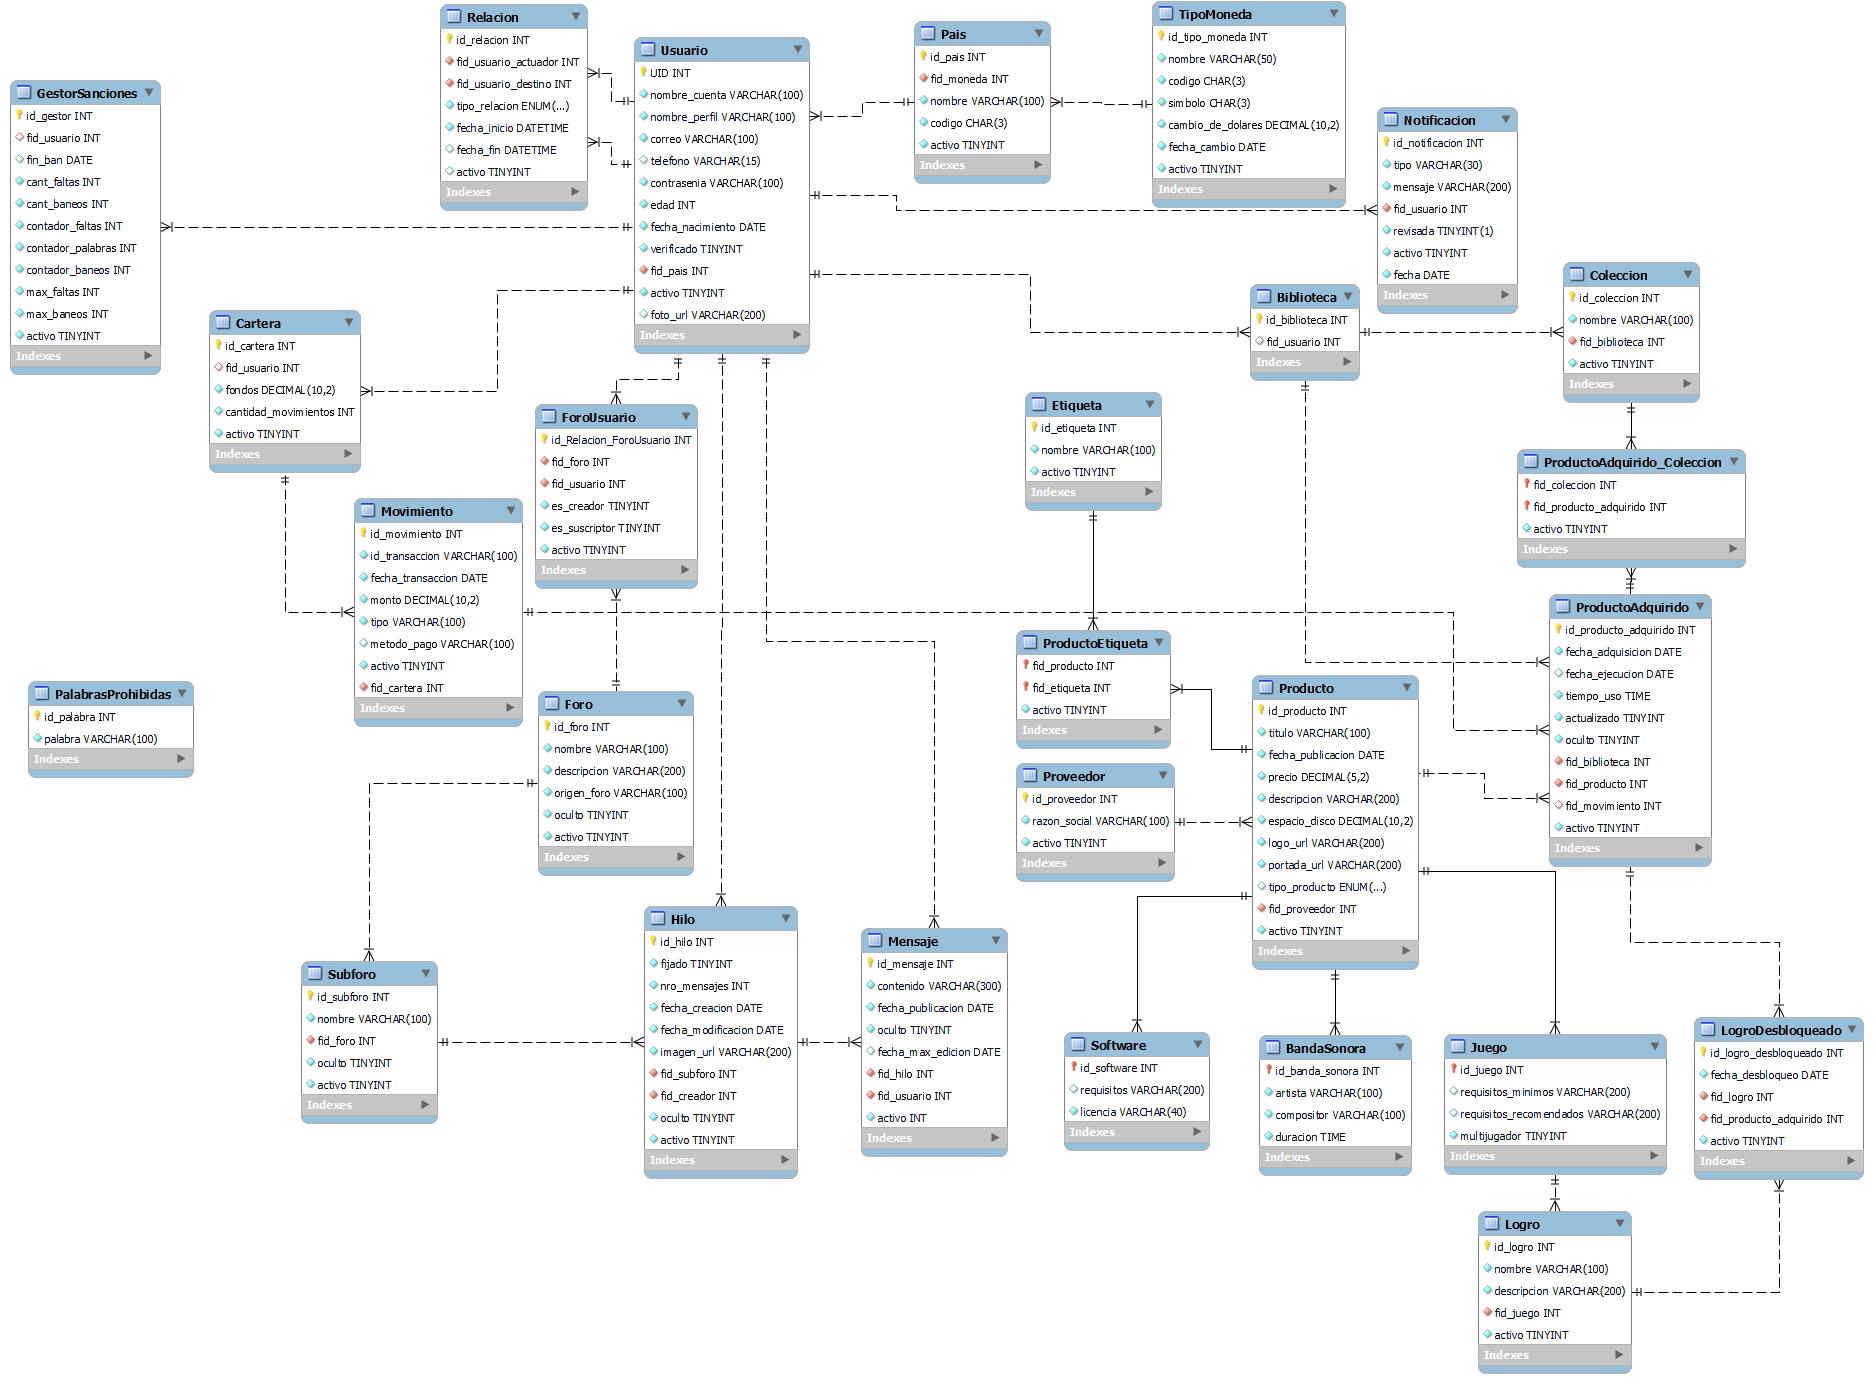 Relacion
id_relacion INT
fid_usuario_actuador INT
fid_usuario_destino INT
tipo_relacion ENUM(...)
fecha_inicio DATETIME
fecha_fin DATETIME
activo TINYINT
Indexes
Usuario
UID INT
nombre_cuenta VARCHAR(100)
nombre_perfil VARCHAR(100)
correo VARCHAR(100)
telefono VARCHAR(15)
contrasenia VARCHAR(100)
edad INT
fecha_nacimiento DATE
verificado TINYINT
fid_pais INT
activo TINYINT
foto_url VARCHAR(200)
Indexes
Pais
id_pais INT
fid_moneda INT
nombre VARCHAR(100)
codigo CHAR(3)
activo TINYINT
Indexes
TipoMoneda
id_tipo_moneda INT
nombre VARCHAR(50)
codigo CHAR(3)
simbolo CHAR(3)
cambio_de_dolares DECIMAL(10,2)
fecha_cambio DATE
activo TINYINT
Indexes
GestorSanciones
id_gestor INT
fid_usuario INT
fin_ban DATE
cant_faltas INT
cant_baneos INT
contador_faltas INT
contador_palabras INT
contador_baneos INT
max_faltas INT
max_baneos INT
activo TINYINT
Indexes
Notificacion
id_notificacion INT
tipo VARCHAR(30)
mensaje VARCHAR(200)
fid_usuario INT
revisada TINYINT(1)
activo TINYINT
fecha DATE
Indexes
Coleccion
id_coleccion INT
nombre VARCHAR(100)
fid_biblioteca INT
activo TINYINT
Indexes
Biblioteca
id_biblioteca INT
fid_usuario INT
Indexes
Cartera
id_cartera INT
fid_usuario INT
fondos DECIMAL(10,2)
cantidad_movimientos INT
activo TINYINT
Indexes
ForoUsuario
id_Relacion_ForoUsuario INT
fid_foro INT
fid_usuario INT
es_creador TINYINT
es_suscriptor TINYINT
activo TINYINT
Indexes
Etiqueta
id_etiqueta INT
nombre VARCHAR(100)
activo TINYINT
Indexes
ProductoAdquirido_Coleccion
fid_coleccion INT
fid_producto_adquirido INT
activo TINYINT
Indexes
Movimiento
id_movimiento INT
id_transaccion VARCHAR(100)
fecha_transaccion DATE
monto DECIMAL(10,2)
tipo VARCHAR(100)
metodo_pago VARCHAR(100)
activo TINYINT
fid_cartera INT
Indexes
ProductoAdquirido
id_producto_adquirido INT
fecha_adquisicion DATE
fecha_ejecucion DATE
tiempo_uso TIME
actualizado TINYINT
oculto TINYINT
fid_biblioteca INT
fid_producto INT
fid_movimiento INT
activo TINYINT
Indexes
ProductoEtiqueta
fid_producto INT
fid_etiqueta INT
activo TINYINT
Indexes
PalabrasProhibidas
id_palabra INT
palabra VARCHAR(100)
Indexes
Foro
id_foro INT
nombre VARCHAR(100)
descripcion VARCHAR(200)
origen_foro VARCHAR(100)
oculto TINYINT
activo TINYINT
Indexes
Producto
id_producto INT
titulo VARCHAR(100)
fecha_publicacion DATE
precio DECIMAL(5,2)
descripcion VARCHAR(200)
espacio_disco DECIMAL(10,2)
logo_url VARCHAR(200)
portada_url VARCHAR(200)
tipo_producto ENUM(...)
fid_proveedor INT
activo TINYINT
Indexes
Proveedor
id_proveedor INT
razon_social VARCHAR(100)
activo TINYINT
Indexes
Subforo
id_subforo INT
nombre VARCHAR(100)
fid_foro INT
oculto TINYINT
activo TINYINT
Indexes
Hilo
id_hilo INT
fijado TINYINT
nro_mensajes INT
fecha_creacion DATE
fecha_modificacion DATE
imagen_url VARCHAR(200)
fid_subforo INT
fid_creador INT
oculto TINYINT
activo TINYINT
Indexes
Mensaje
id_mensaje INT
contenido VARCHAR(300)
fecha_publicacion DATE
oculto TINYINT
fecha_max_edicion DATE
fid_hilo INT
fid_usuario INT
activo INT
Indexes
Software
id_software INT
requisitos VARCHAR(200)
licencia VARCHAR(40)
Indexes
BandaSonora
id_banda_sonora INT
artista VARCHAR(100)
compositor VARCHAR(100)
duracion TIME
Indexes
Juego
id_juego INT
requisitos_minimos VARCHAR(200)
requisitos_recomendados VARCHAR(200)
multijugador TINYINT
Indexes
LogroDesbloqueado
id_logro_desbloqueado INT
fecha_desbloqueo DATE
fid_logro INT
fid_producto_adquirido INT
activo TINYINT
Indexes
Logro
id_logro INT
nombre VARCHAR(100)
descripcion VARCHAR(200)
fid_juego INT
activo TINYINT
Indexes